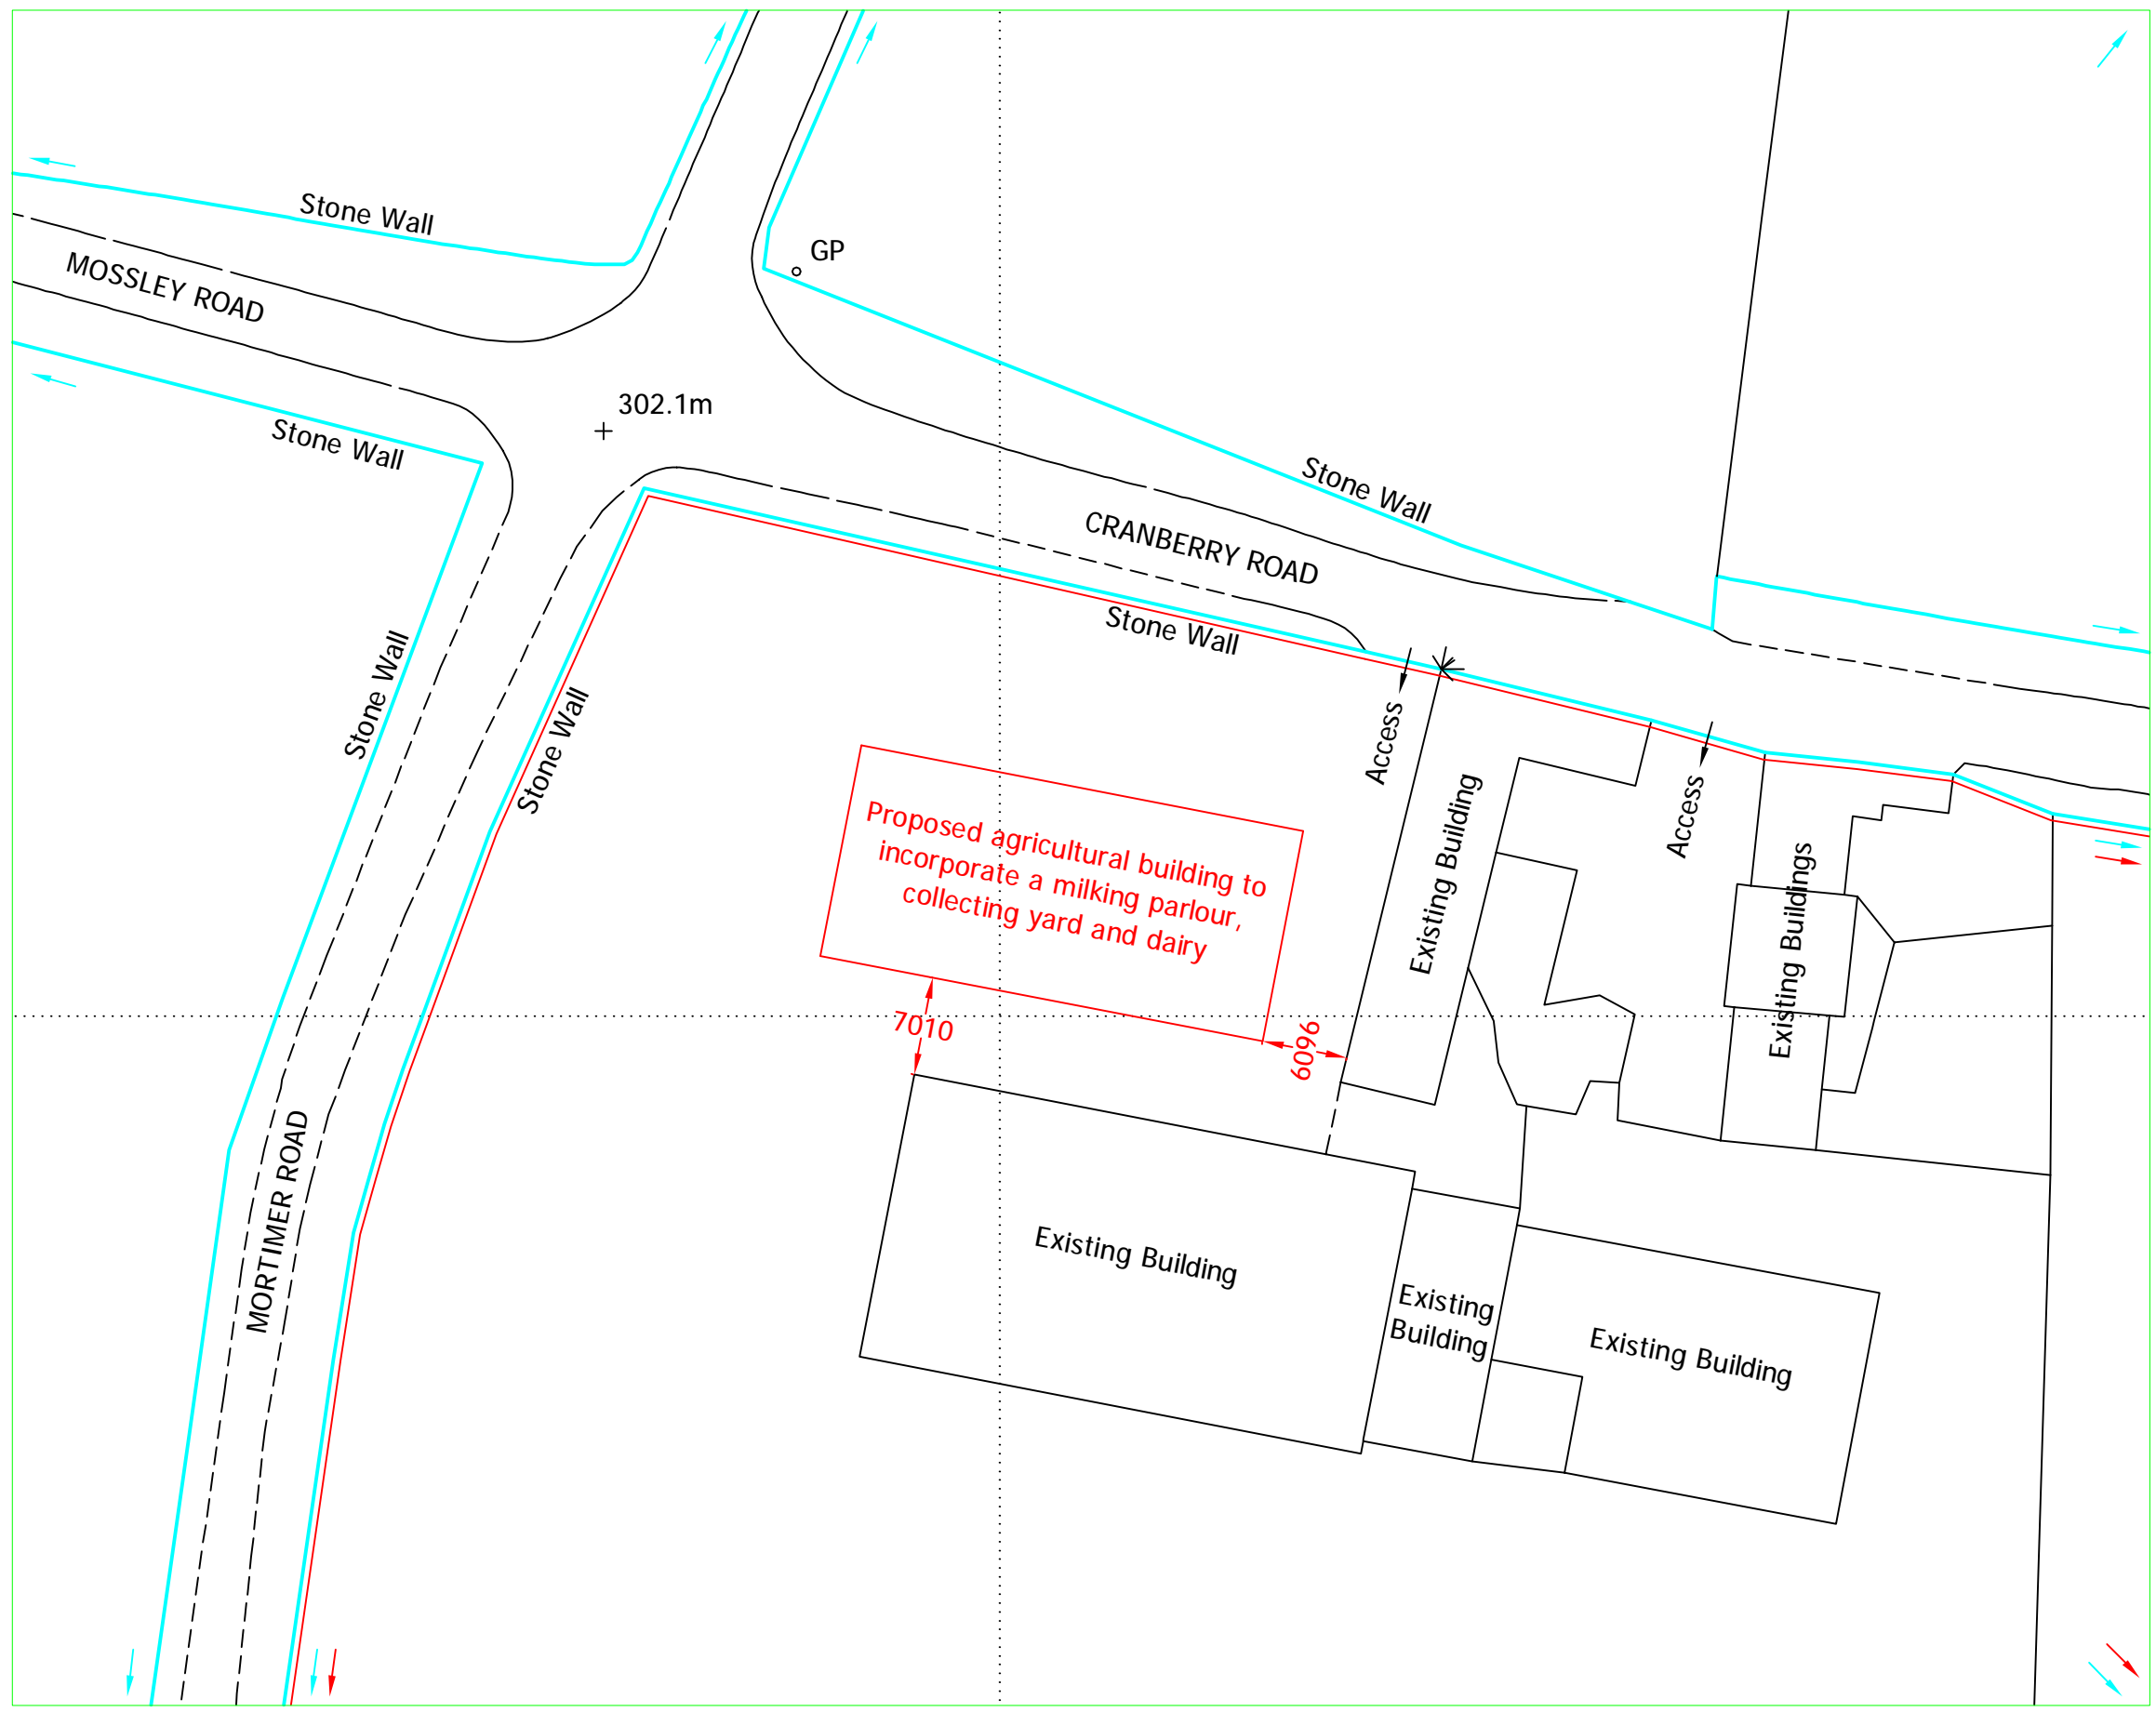 Stone Wall
MOSSLEY ROAD
GP
302.1m
Stone Wall
Stone Wall
CRANBERRY ROAD
Stone Wall
Stone Wall
Stone Wall
Access
Access
Proposed agricultural building to
incorporate a milking parlour,
collecting yard and dairy
Existing Building
Existing Buildings
7010
6096
MORTIMER ROAD
Existing Building
Existing
Building
Existing Building